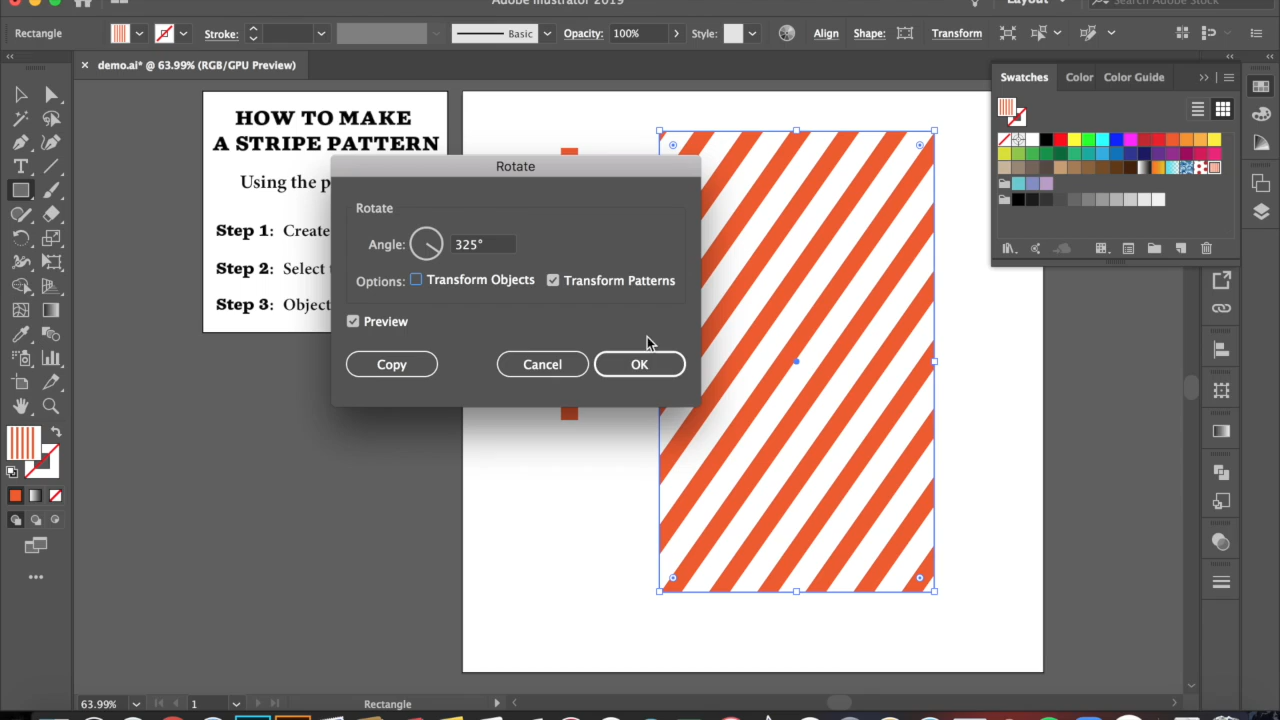 Adobe Illustrator 2019
Layout
Search Adobe Stock
Rectangle
Stroke:
Basic
Opacity: 100%
Style:
Align
Shape:
Transform
× demo.ai* @ 63.99% (RGB/GPU Preview)
Swatches
Color
Color Guide
HOW TO MAKE
A STRIPE PATTERN
Using the p
Step 1: Create
Step 2: Select
Step 3: Object
Rotate
Rotate
Angle: 325°
Options: Transform Objects Transform Patterns
Preview
Copy
Cancel
OK
63.99%
1
Rectangle